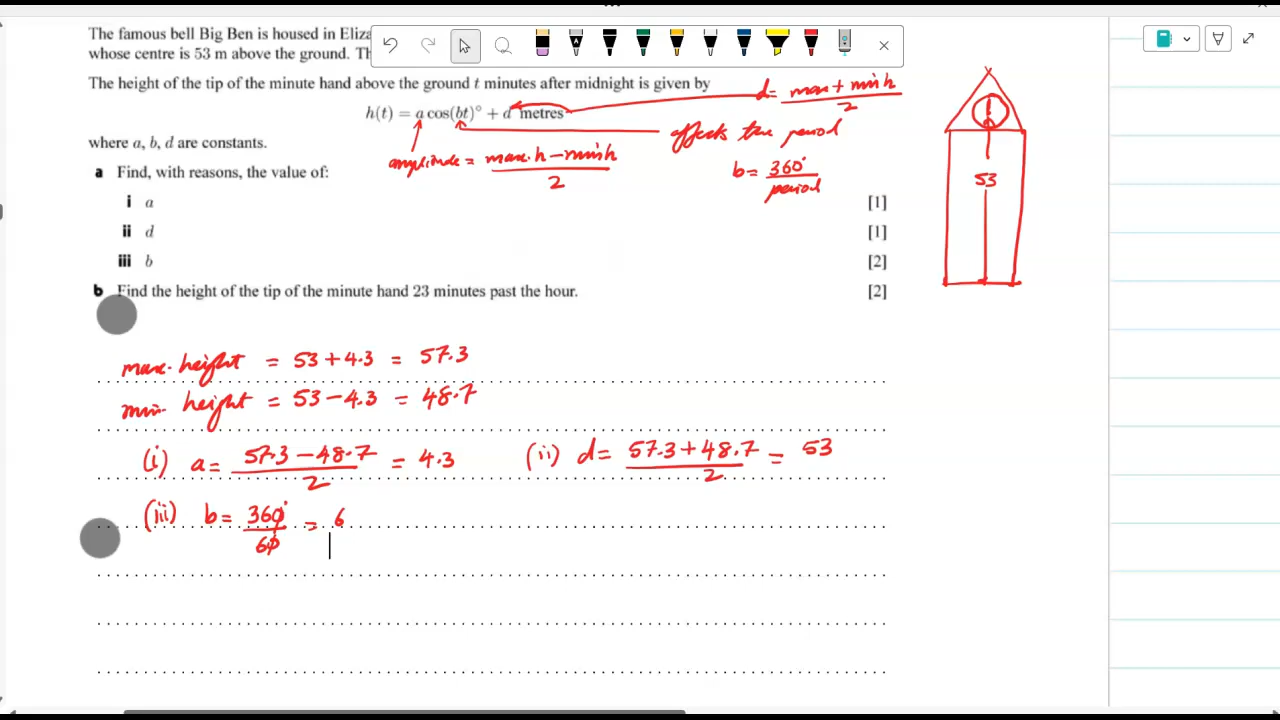 The famous bell Big Ben is housed in Eliza
whose centre is 53 m above the ground. Th
The height of the tip of the minute hand above the ground t minutes after midnight is given by
d = max + min h / 2
h(t) = a cos(bt)° + d metres
effects the period
where a, b, d are constants.
amplitude = max. h − min h / 2
b = 360° / period
53
a Find, with reasons, the value of:
i a [1]
ii d [1]
iii b [2]
b Find the height of the tip of the minute hand 23 minutes past the hour. [2]
max. height = 53 + 4.3 = 57.3
min. height = 53 − 4.3 = 48.7
(i) a = 57.3 − 48.7 / 2 = 4.3 (ii) d = 57.3 + 48.7 / 2 = 53
(iii) b = 360° / 60 = 6